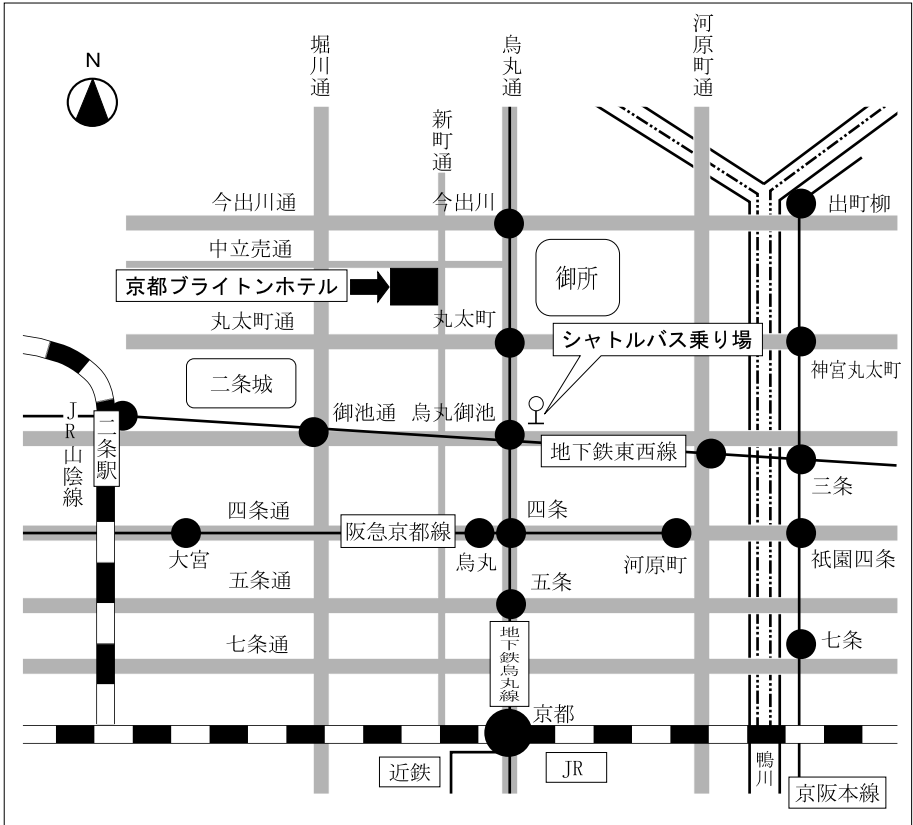 堀川通
烏丸通
河原町通
N
新町通
今出川通
今出川
出町柳
中立売通
御所
京都ブライトンホテル
丸太町通
丸太町
シャトルバス乗り場
神宮丸太町
二条城
JR山陰線
二条駅
御池通
烏丸御池
地下鉄東西線
三条
四条通
阪急京都線
四条
大宮
烏丸
河原町
祇園四条
五条通
五条
七条通
地下鉄烏丸線
七条
京都
近鉄
JR
鴨川
京阪本線